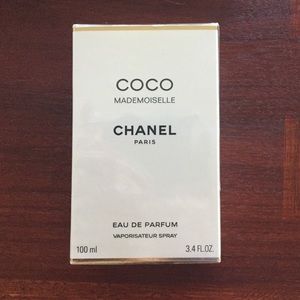 COCO
MADEMOISELLE
CHANEL
PARIS
EAU DE PARFUM
VAPORISATEUR SPRAY
100 ml 3.4 FL.OZ.